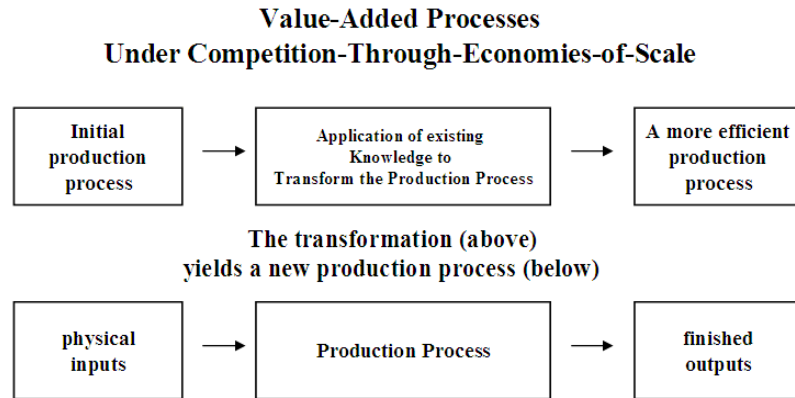 Value-Added Processes
Under Competition-Through-Economies-of-Scale
Initial
production
process
Application of existing
Knowledge to
Transform the Production Process
A more efficient
production
process
The transformation (above)
yields a new production process (below)
physical
inputs
Production Process
finished
outputs